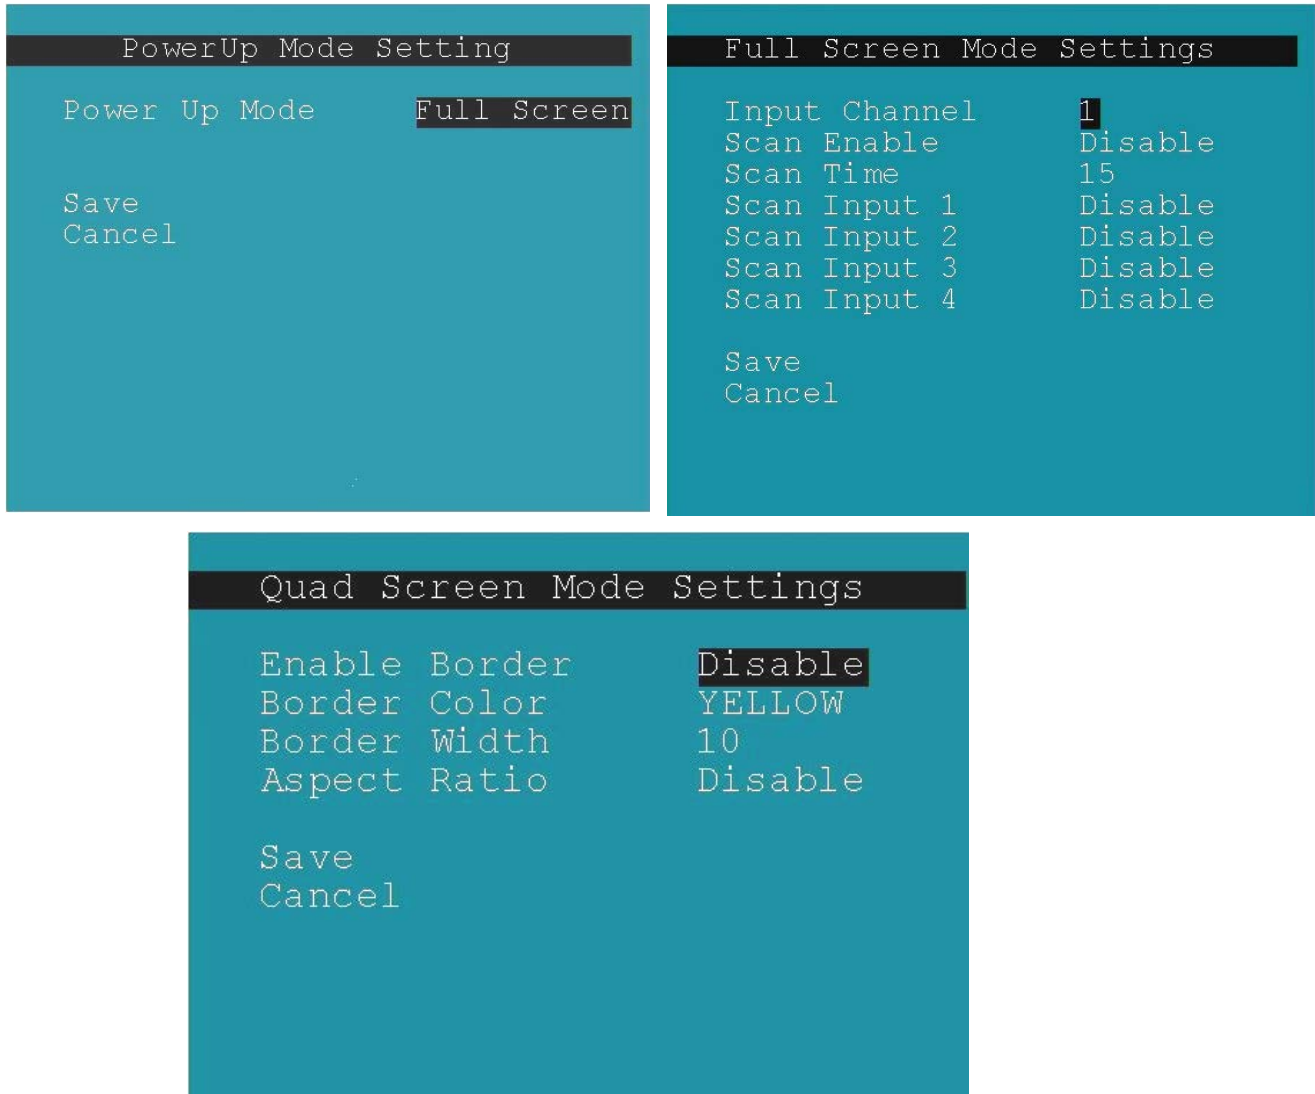 PowerUp Mode Setting
Power Up Mode Full Screen
Save
Cancel
Full Screen Mode Settings
Input Channel 1
Scan Enable Disable
Scan Time 15
Scan Input 1 Disable
Scan Input 2 Disable
Scan Input 3 Disable
Scan Input 4 Disable
Save
Cancel
Quad Screen Mode Settings
Enable Border Disable
Border Color YELLOW
Border Width 10
Aspect Ratio Disable
Save
Cancel